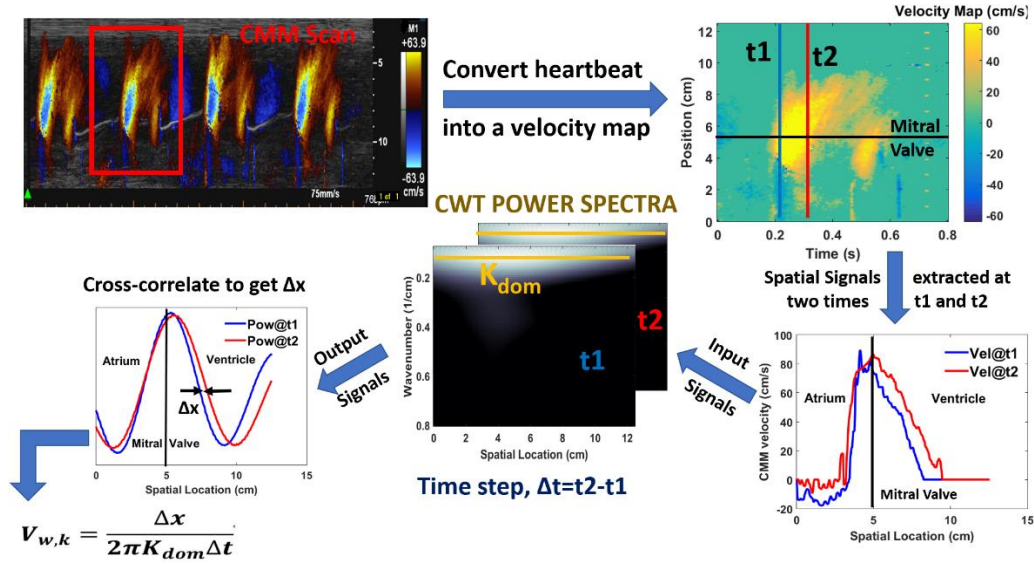 CMM Scan
M1
+63.9
5
10
-63.9
cm/s
75mm/s
1 of 1
Convert heartbeat
into a velocity map
Velocity Map (cm/s)
t1
t2
Mitral
Valve
Position (cm)
12
10
8
6
4
2
0
0
0.2
0.4
0.6
0.8
Time (s)
60
40
20
0
-20
-40
-60
Spatial Signals extracted at
two times t1 and t2
Vel@t1
Vel@t2
Atrium
Ventricle
Mitral Valve
CMM velocity (cm/s)
100
80
60
40
20
0
-20
0
5
10
15
Spatial Location (cm)
Input
Signals
CWT POWER SPECTRA
K_dom
t1
t2
Wavenumber (1/cm)
0.2
0.4
0.6
0.8
0
2
4
6
8
10
12
Spatial Location (cm)
Time step, Δt=t2-t1
Output
Signals
Cross-correlate to get Δx
Pow@t1
Pow@t2
Atrium
Ventricle
Δx
Mitral Valve
0
5
10
15
Spatial Location (cm)
V_{w,k} = Δx / 2πK_{dom}Δt